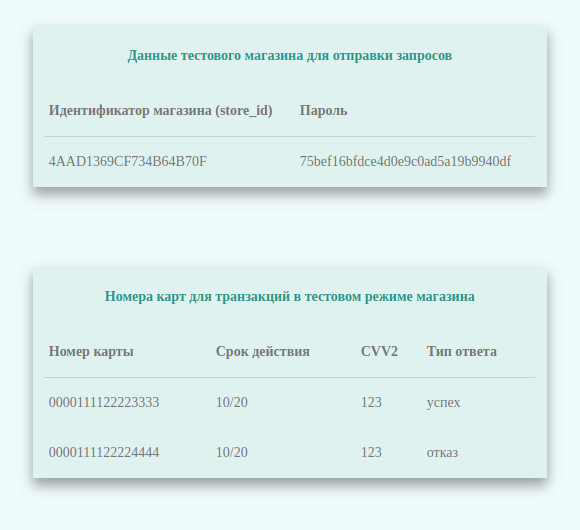 Данные тестового магазина для отправки запросов
Идентификатор магазина (store_id) Пароль
4AAD1369CF734B64B70F 75bef16bfdce4d0e9c0ad5a19b9940df
Номера карт для транзакций в тестовом режиме магазина
Номер карты Срок действия CVV2 Тип ответа
0000111122223333 10/20 123 успех
0000111122224444 10/20 123 отказ